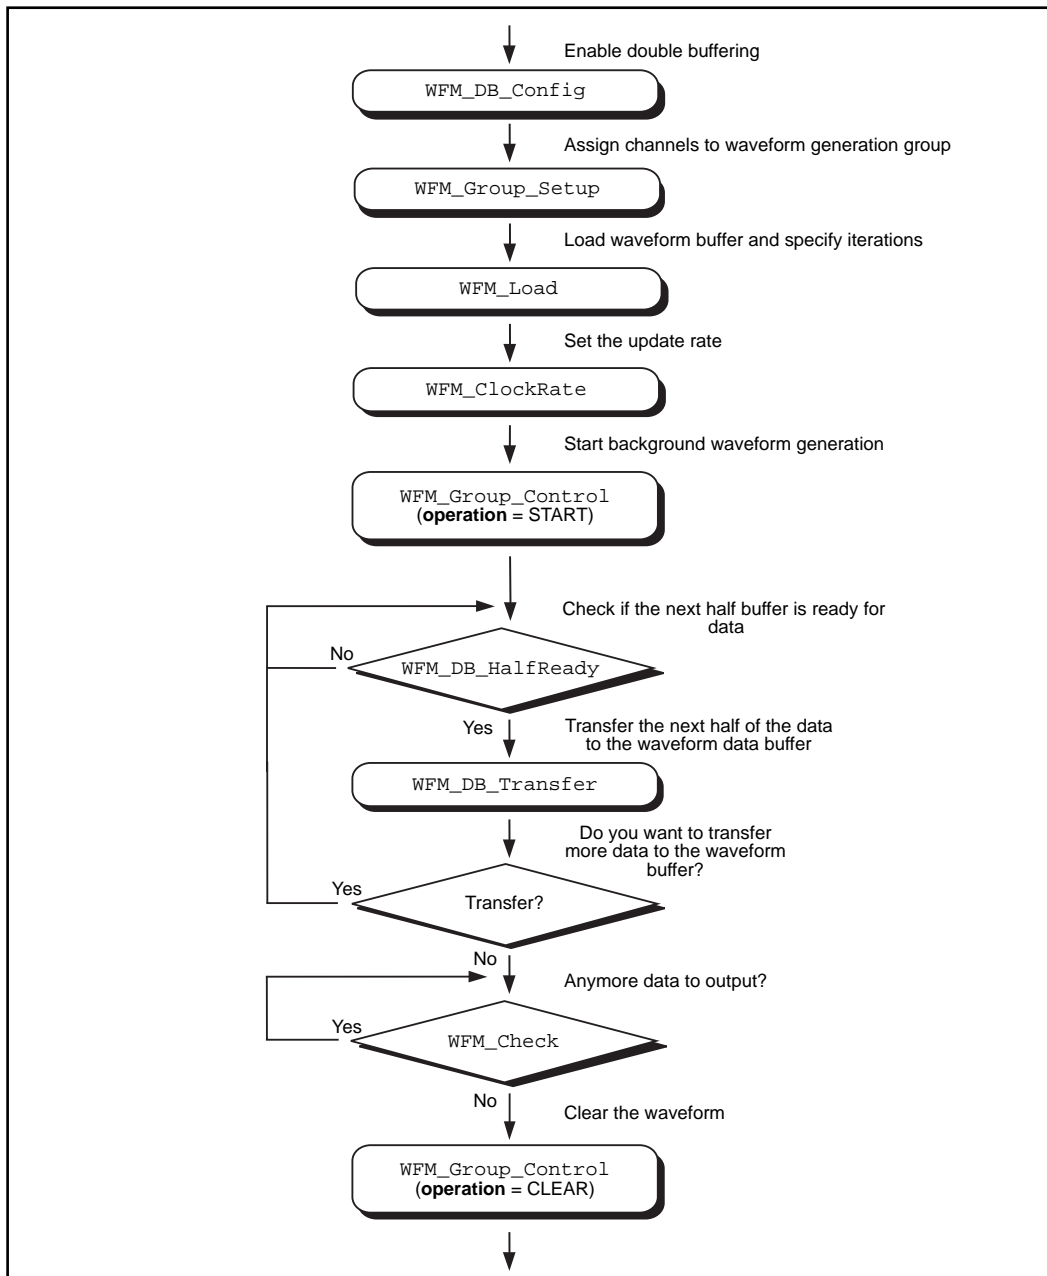 Enable double buffering
WFM_DB_Config
Assign channels to waveform generation group
WFM_Group_Setup
Load waveform buffer and specify iterations
WFM_Load
Set the update rate
WFM_ClockRate
Start background waveform generation
WFM_Group_Control
(operation = START)
Check if the next half buffer is ready for
data
No
WFM_DB_HalfReady
Yes
Transfer the next half of the data
to the waveform data buffer
WFM_DB_Transfer
Do you want to transfer
more data to the waveform
buffer?
Yes
Transfer?
No
Anymore data to output?
Yes
WFM_Check
No
Clear the waveform
WFM_Group_Control
(operation = CLEAR)